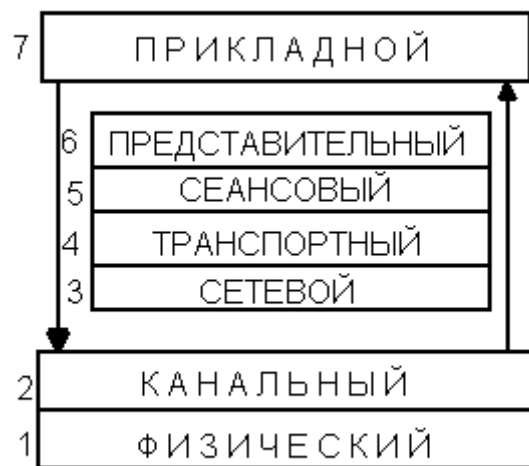 7 ПРИКЛАДНОЙ
6 ПРЕДСТАВИТЕЛЬНЫЙ
5 СЕАНСОВЫЙ
4 ТРАНСПОРТНЫЙ
3 СЕТЕВОЙ
2 КАНАЛЬНЫЙ
1 ФИЗИЧЕСКИЙ